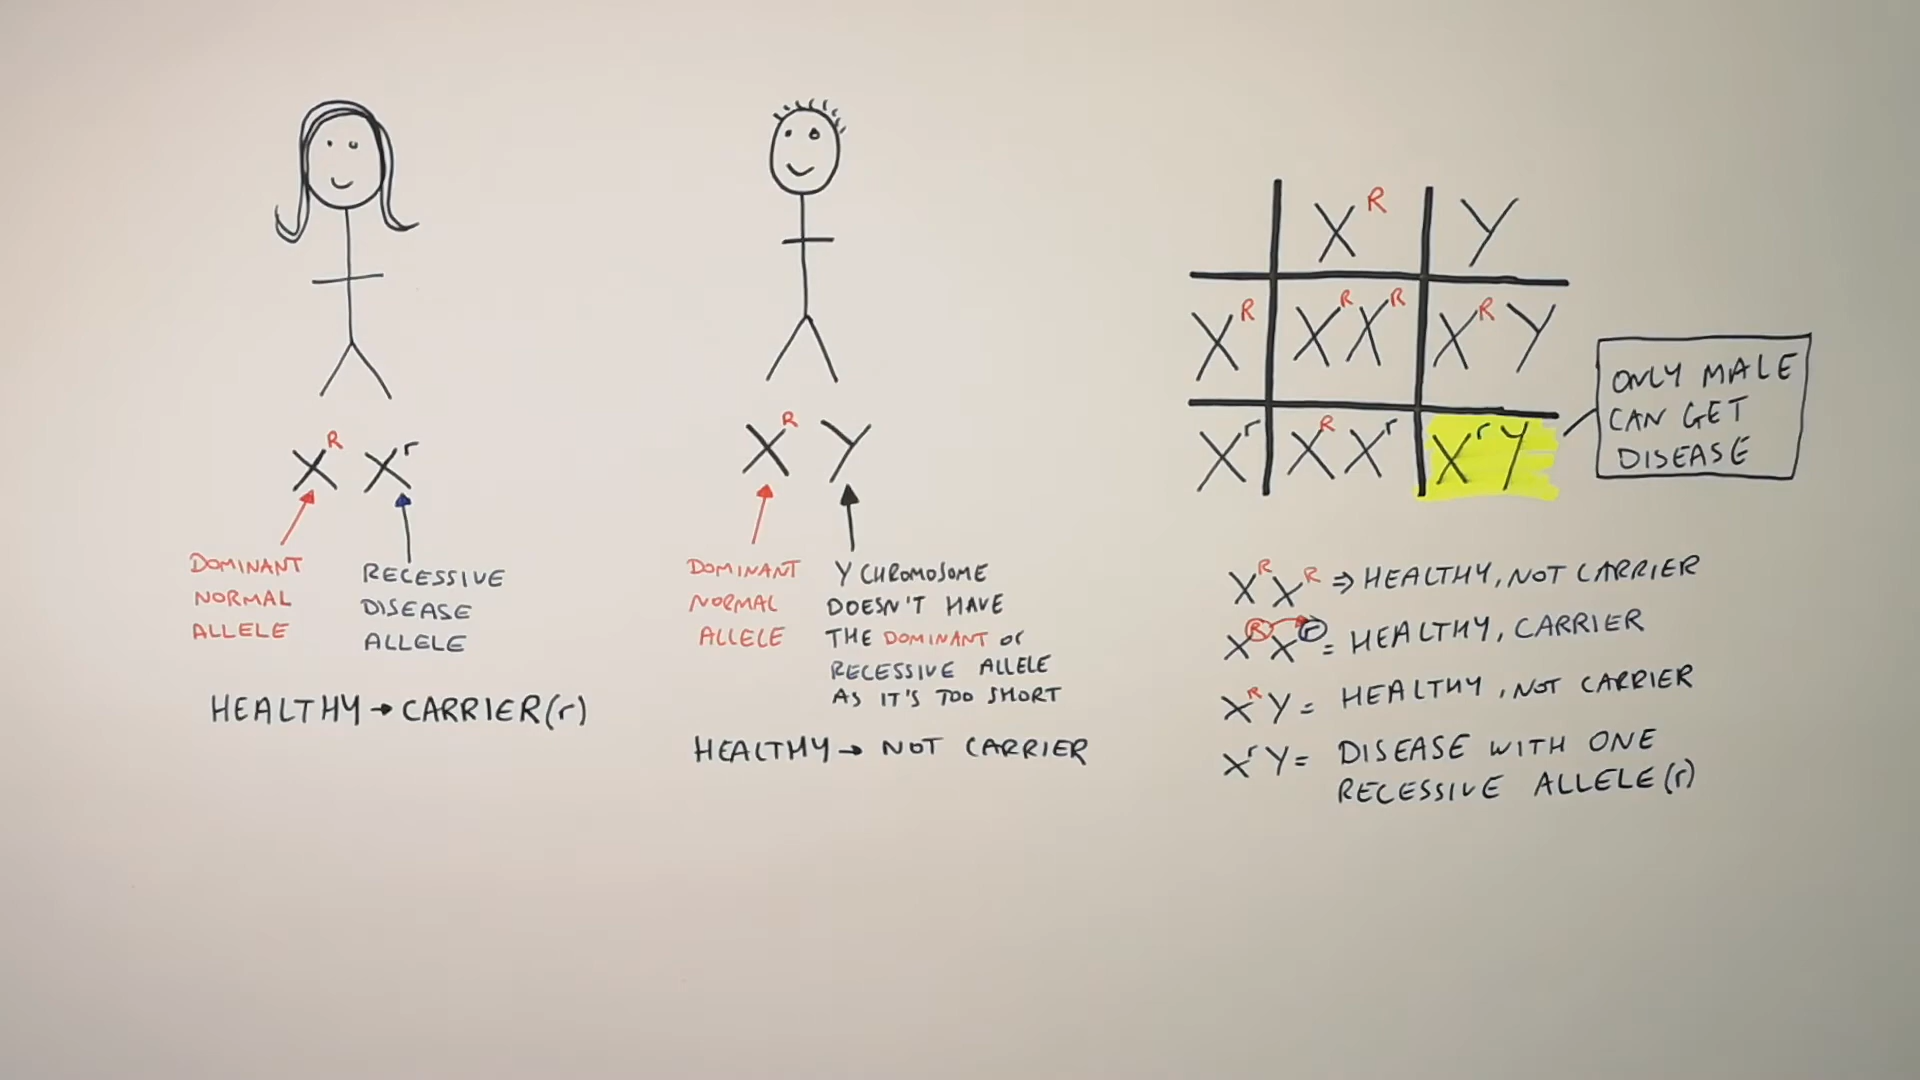 X^R X^r
DOMINANT
NORMAL
ALLELE
RECESSIVE
DISEASE
ALLELE
HEALTHY → CARRIER(r)
X^R Y
DOMINANT
NORMAL
ALLELE
Y CHROMOSOME
DOESN'T HAVE
THE DOMINANT or
RECESSIVE ALLELE
AS IT'S TOO SHORT
HEALTHY → NOT CARRIER
X^R Y
X^R X^R X^R X^R Y
X^r X^R X^r X^r Y
ONLY MALE
CAN GET
DISEASE
X^R X^R ⇒ HEALTHY, NOT CARRIER
X^R X^r = HEALTHY, CARRIER
X^R Y = HEALTHY, NOT CARRIER
X^r Y = DISEASE WITH ONE
RECESSIVE ALLELE(r)